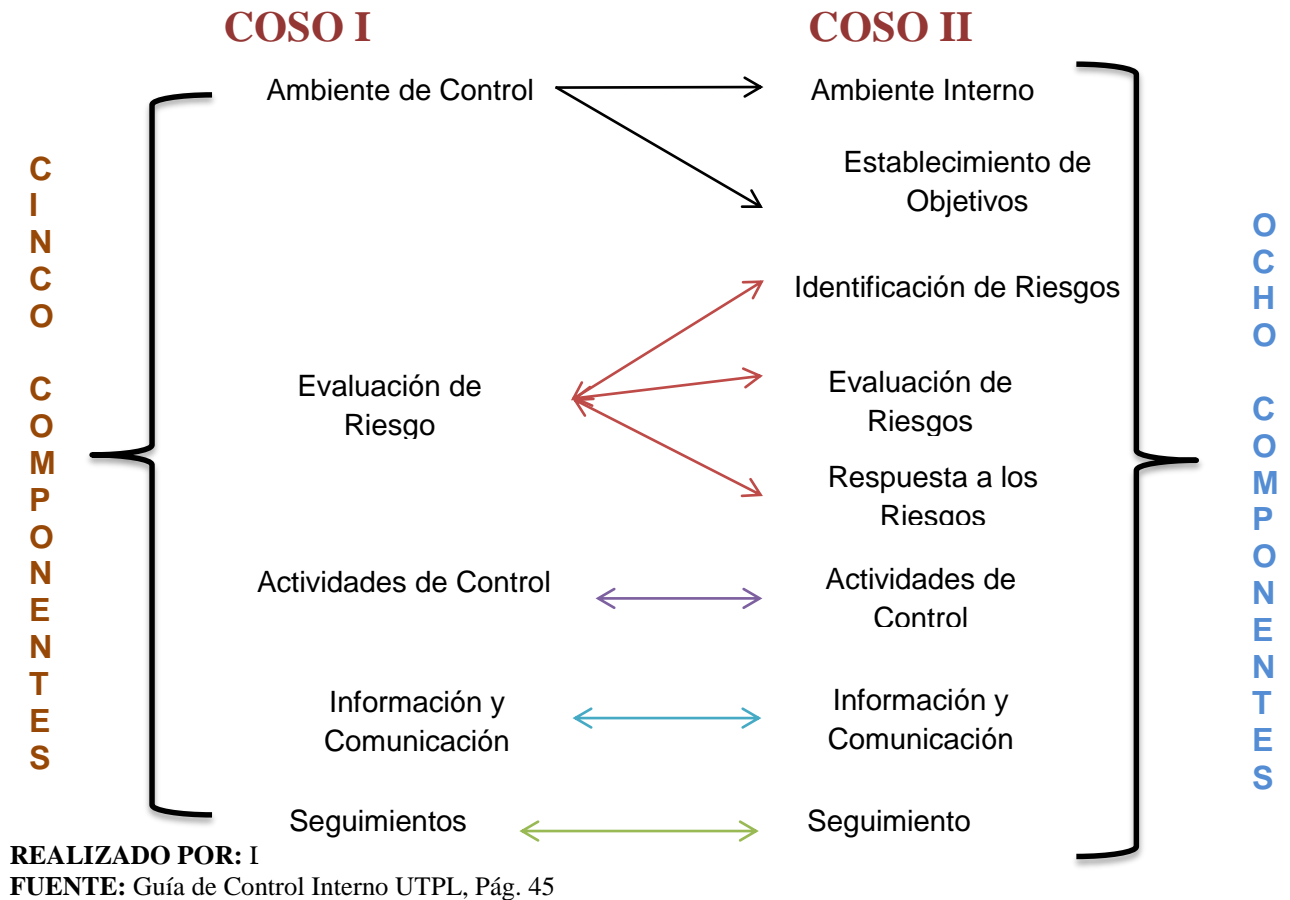 COSO I
COSO II
CINCO COMPONENTES
Ambiente de Control
Ambiente Interno
Establecimiento de
Objetivos
Identificación de Riesgos
Evaluación de
Riesgo
Evaluación de
Riesgos
Respuesta a los
Riesgos
Actividades de Control
Actividades de
Control
Información y
Comunicación
Información y
Comunicación
Seguimientos
Seguimiento
OCHO COMPONENTES
REALIZADO POR: I
FUENTE: Guía de Control Interno UTPL, Pág. 45